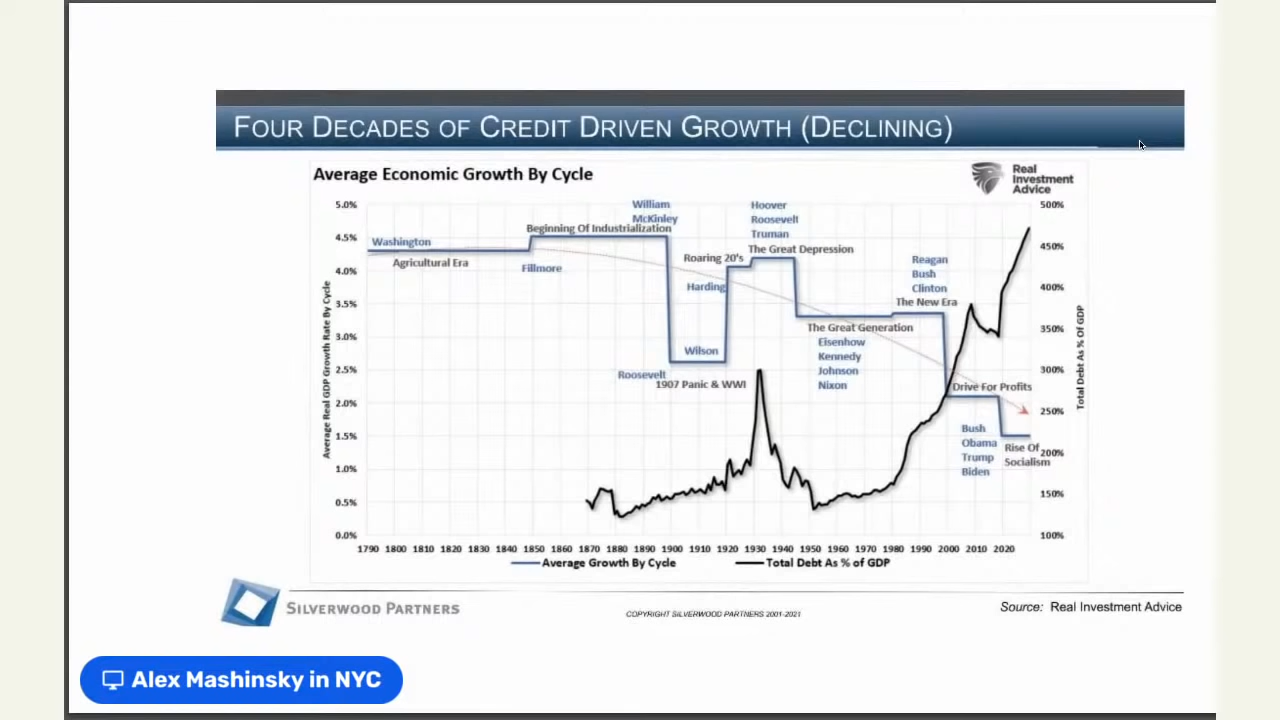 FOUR DECADES OF CREDIT DRIVEN GROWTH (DECLINING)
Average Economic Growth By Cycle
Real
Investment
Advice
5.0%
4.5%
4.0%
3.5%
3.0%
2.5%
2.0%
1.5%
1.0%
0.5%
0.0%
Average Real GDP Growth Rate By Cycle
Washington
Agricultural Era
Beginning Of Industrialization
Fillmore
William
McKinley
Roosevelt
Wilson
1907 Panic & WWI
Harding
Roaring 20's
Hoover
Roosevelt
Truman
The Great Depression
The Great Generation
Eisenhow
Kennedy
Johnson
Nixon
Reagan
Bush
Clinton
The New Era
Drive For Profits
Bush
Obama
Trump
Biden
Rise Of
Socialism
500%
450%
400%
350%
300%
250%
200%
150%
100%
Total Debt As % Of GDP
1790 1800 1810 1820 1830 1840 1850 1860 1870 1880 1890 1900 1910 1920 1930 1940 1950 1960 1970 1980 1990 2000 2010 2020
Average Growth By Cycle
Total Debt As % of GDP
SILVERWOOD PARTNERS
COPYRIGHT SILVERWOOD PARTNERS 2001-2021
Source: Real Investment Advice
Alex Mashinsky in NYC